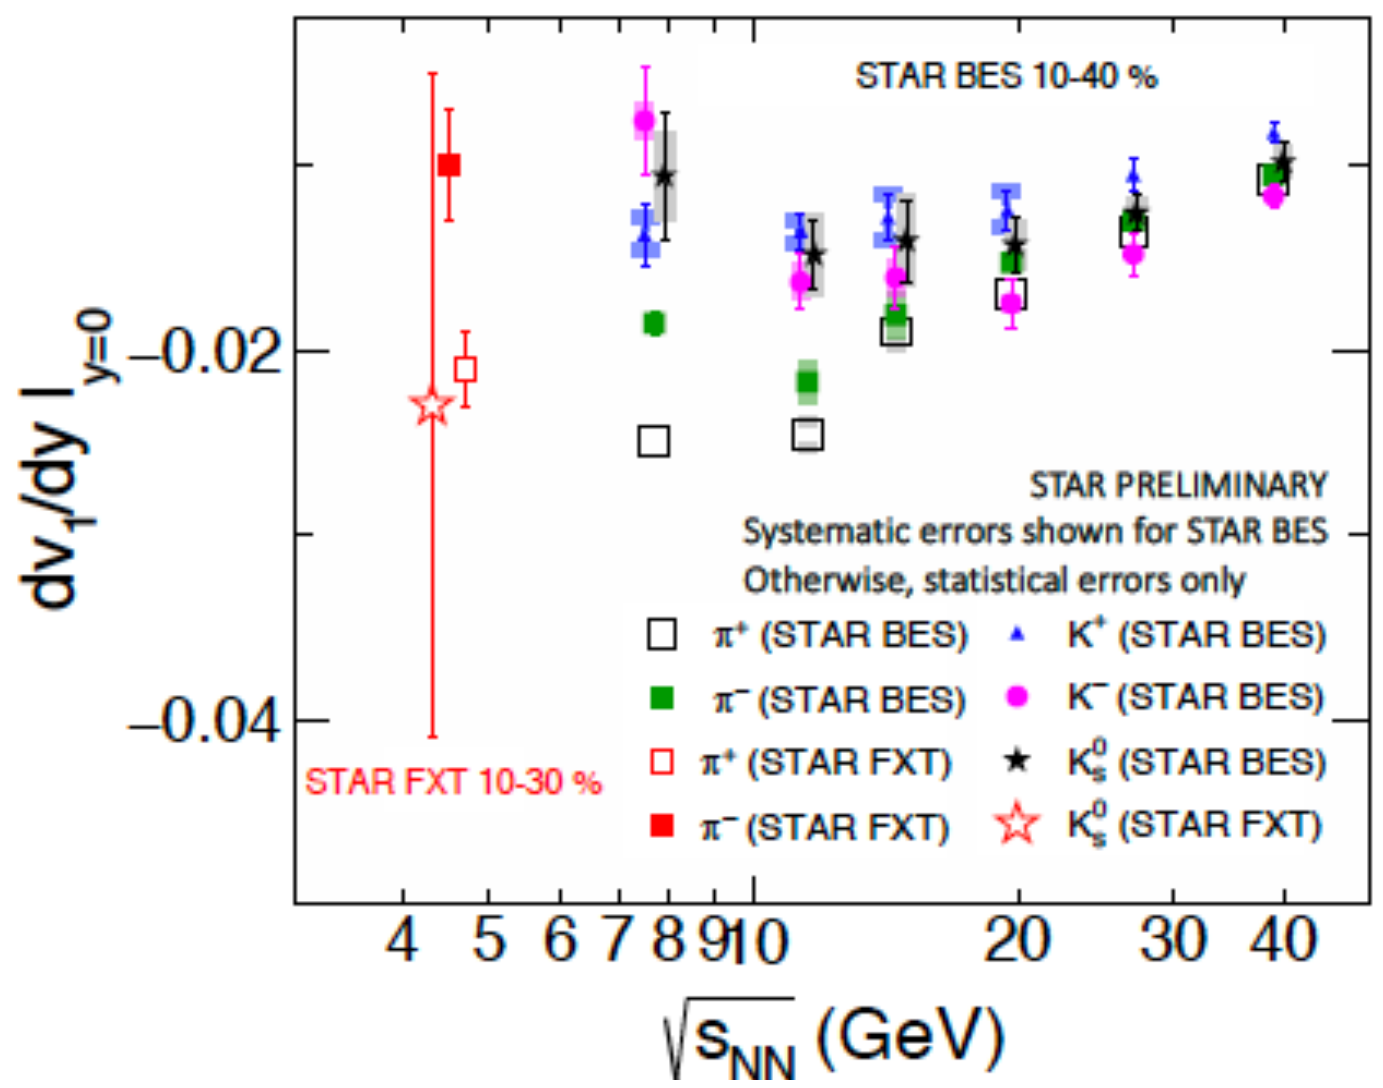 STAR BES 10-40 %
dv₁/dy |y=0
−0.02
−0.04
STAR PRELIMINARY
Systematic errors shown for STAR BES
Otherwise, statistical errors only
π⁺ (STAR BES)
K⁺ (STAR BES)
π⁻ (STAR BES)
K⁻ (STAR BES)
π⁺ (STAR FXT)
K⁰s (STAR BES)
π⁻ (STAR FXT)
K⁰s (STAR FXT)
STAR FXT 10-30 %
4 5 6 7 8 9 10 20 30 40
√sNN (GeV)